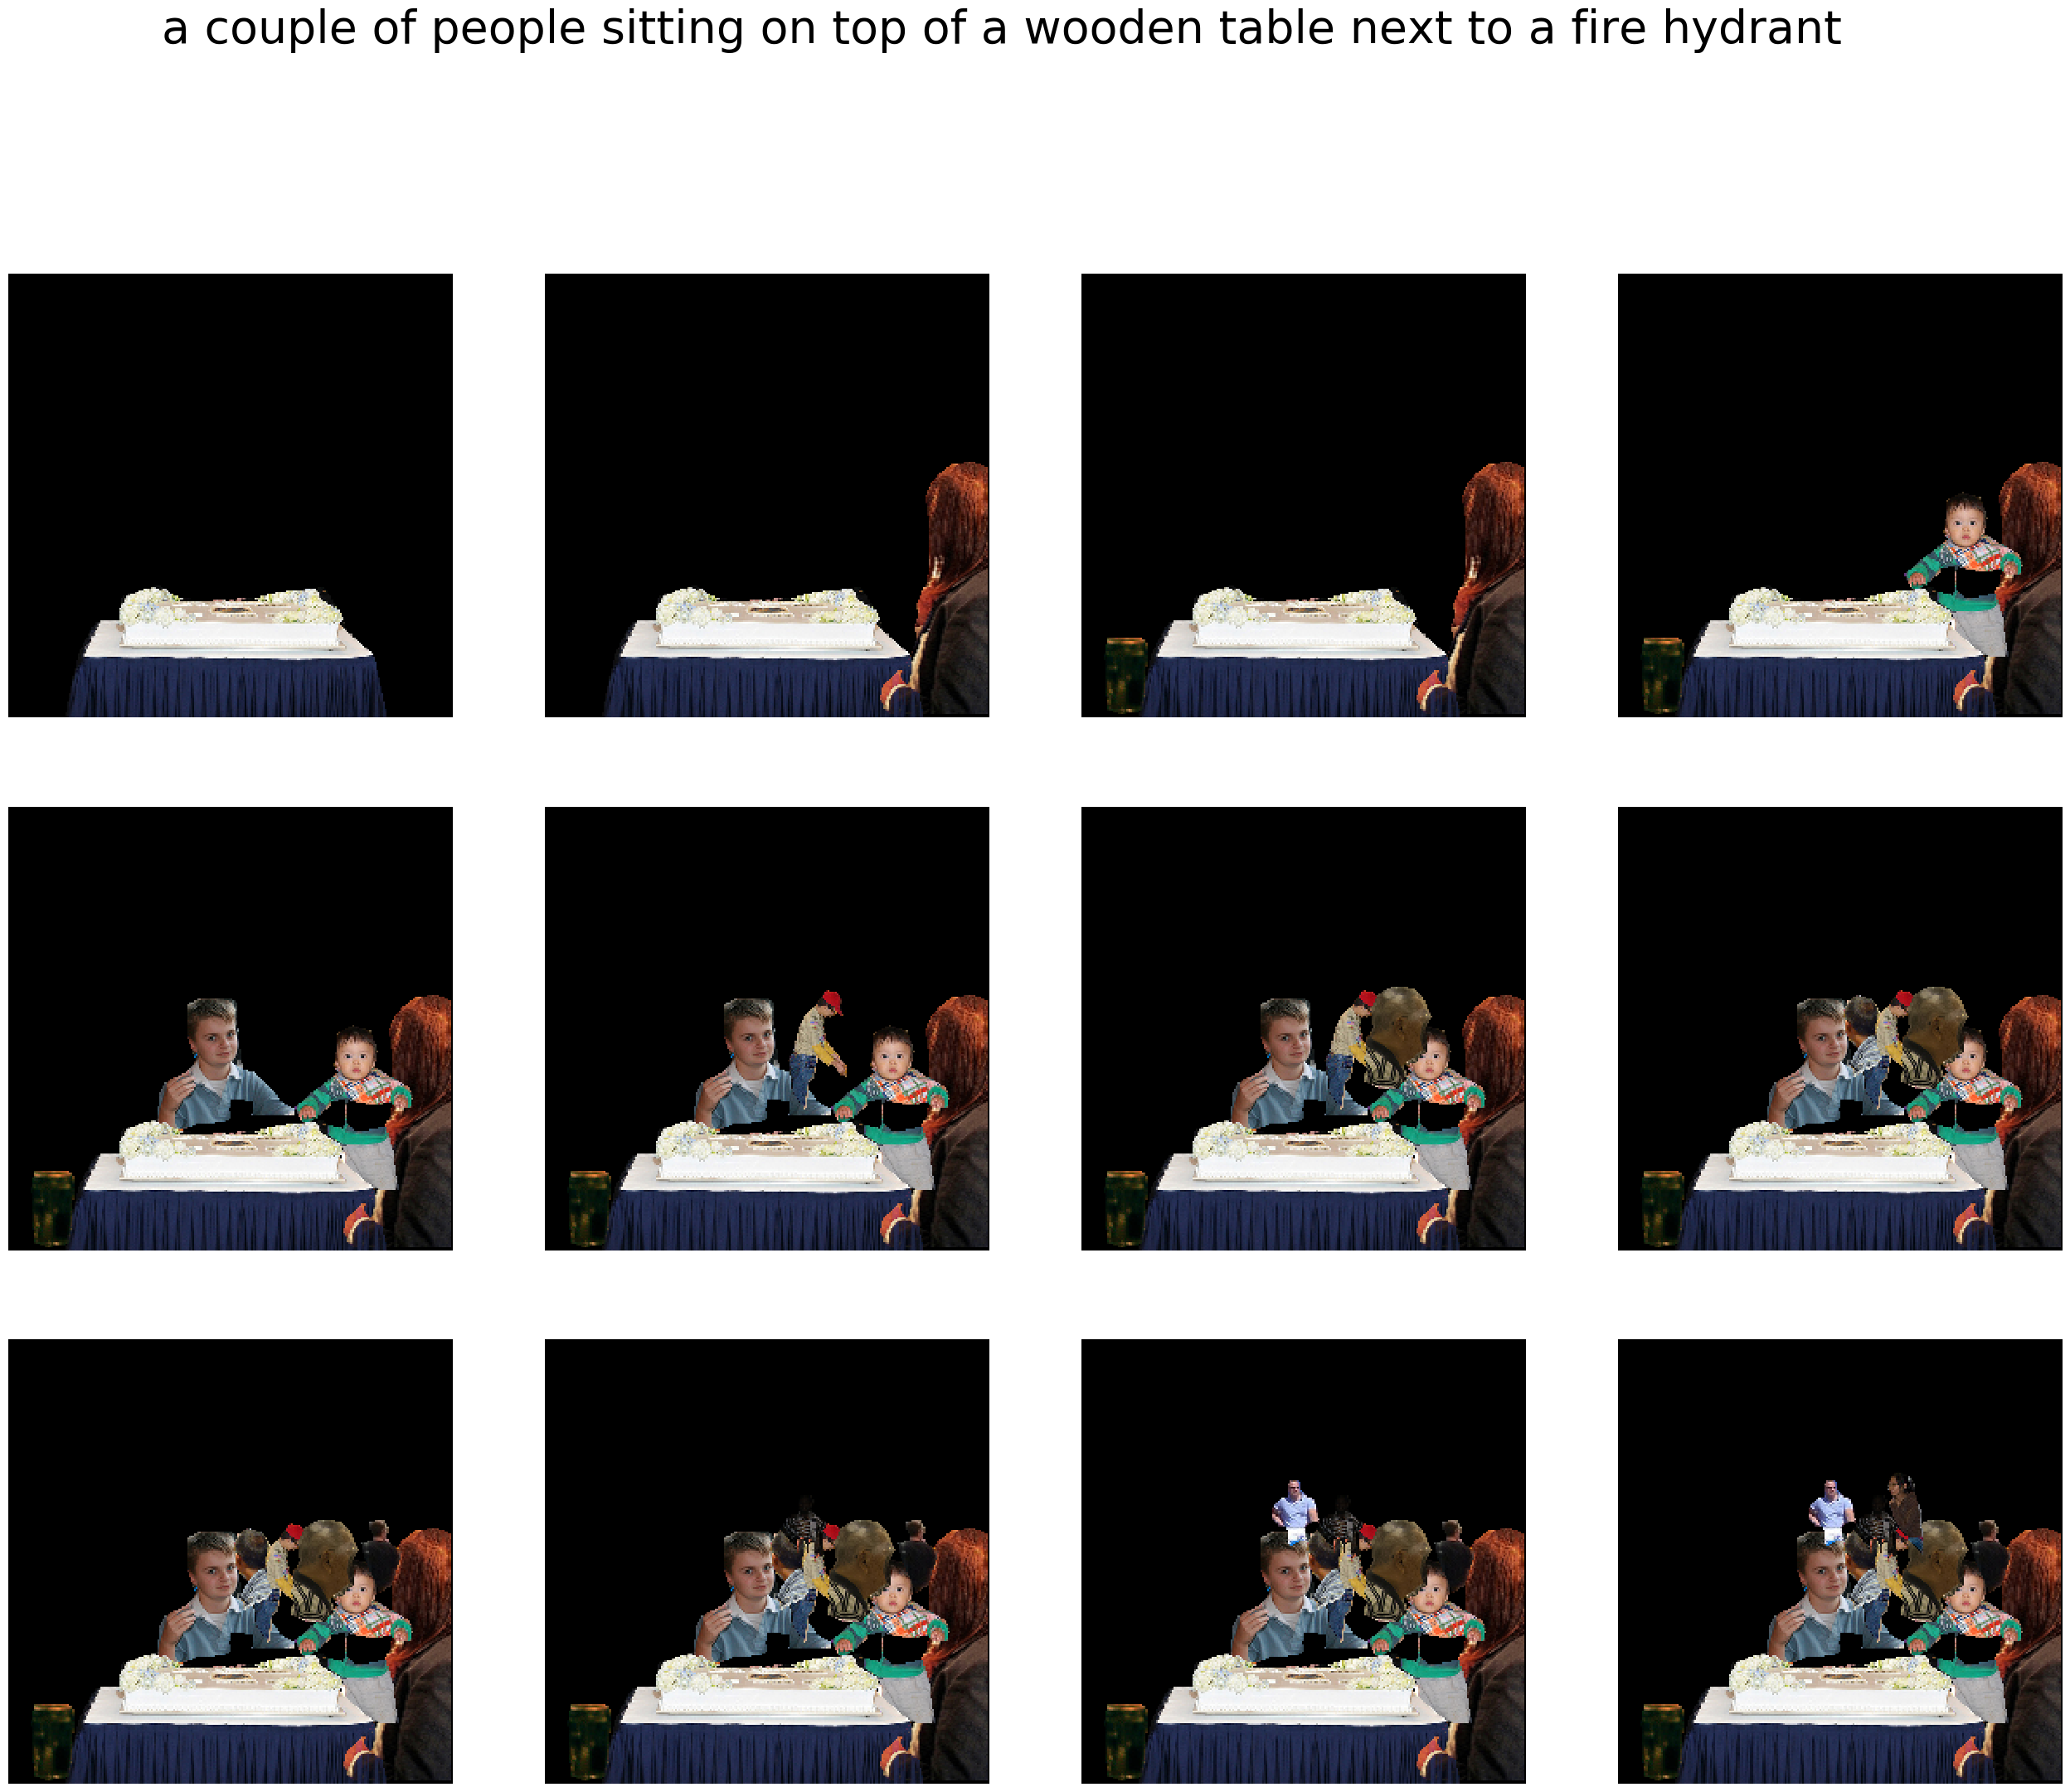 a couple of people sitting on top of a wooden table next to a fire hydrant